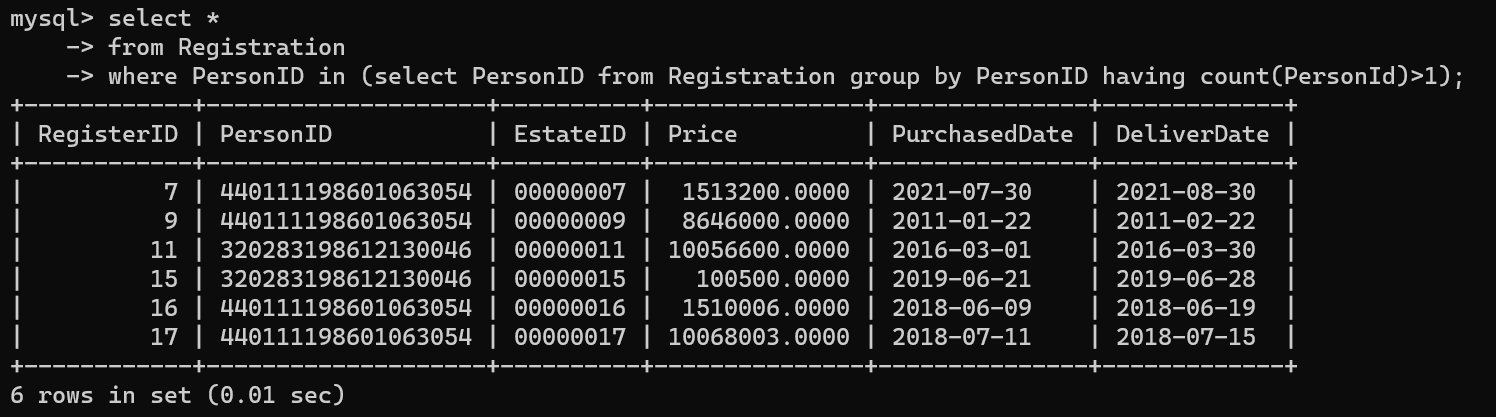 mysql> select *
    -> from Registration
    -> where PersonID in (select PersonID from Registration group by PersonID having count(PersonId)>1);
+------------+--------------------+----------+---------------+---------------+-------------+
| RegisterID | PersonID           | EstateID | Price         | PurchasedDate | DeliverDate |
+------------+--------------------+----------+---------------+---------------+-------------+
|          7 | 440111198601063054 | 00000007 |  1513200.0000 | 2021-07-30    | 2021-08-30  |
|          9 | 440111198601063054 | 00000009 |  8646000.0000 | 2011-01-22    | 2011-02-22  |
|         11 | 320283198612130046 | 00000011 | 10056600.0000 | 2016-03-01    | 2016-03-30  |
|         15 | 320283198612130046 | 00000015 |   100500.0000 | 2019-06-21    | 2019-06-28  |
|         16 | 440111198601063054 | 00000016 |  1510006.0000 | 2018-06-09    | 2018-06-19  |
|         17 | 440111198601063054 | 00000017 | 10068003.0000 | 2018-07-11    | 2018-07-15  |
+------------+--------------------+----------+---------------+---------------+-------------+
6 rows in set (0.01 sec)